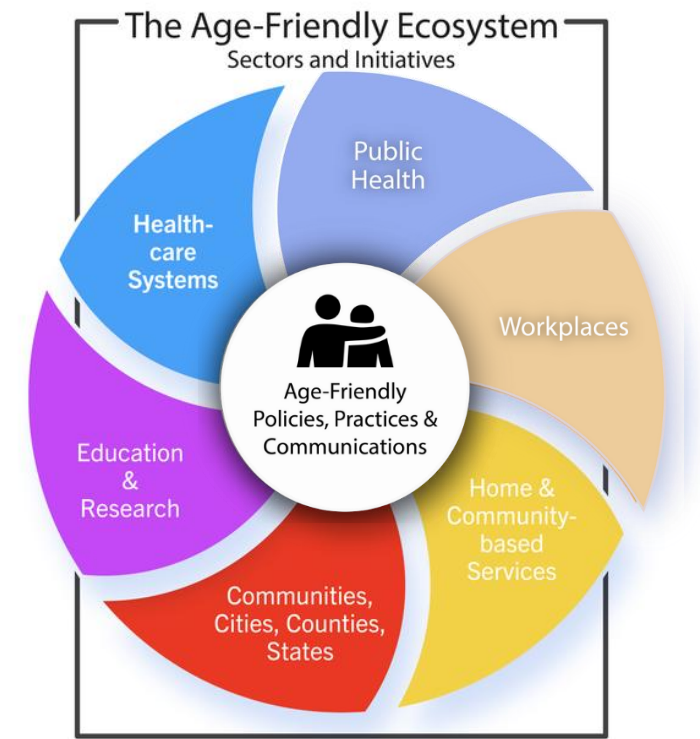 The Age-Friendly Ecosystem
Sectors and Initiatives
Public
Health
Health-
care
Systems
Workplaces
Age-Friendly
Policies, Practices &
Communications
Education
&
Research
Home &
Community-
based
Services
Communities,
Cities, Counties,
States